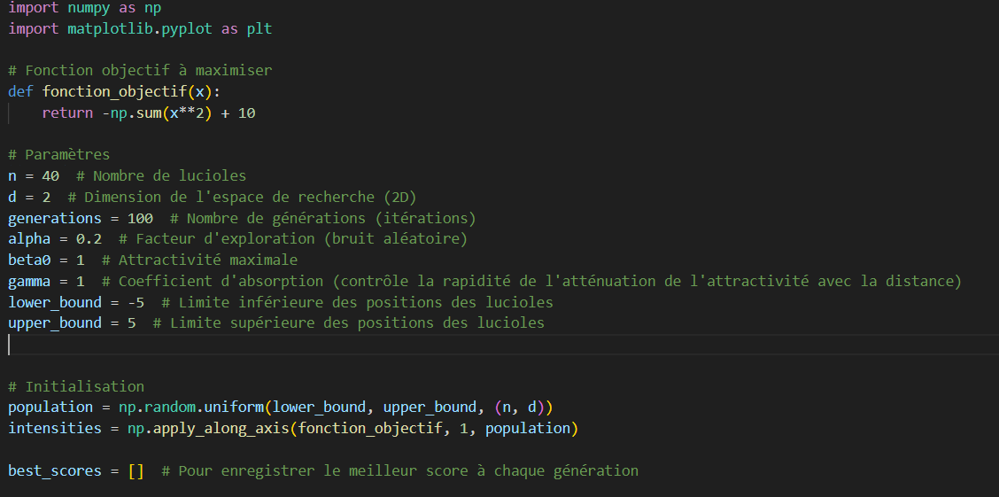 import numpy as np
import matplotlib.pyplot as plt
# Fonction objectif à maximiser
def fonction_objectif(x):
    return -np.sum(x**2) + 10
# Paramètres
n = 40  # Nombre de lucioles
d = 2  # Dimension de l'espace de recherche (2D)
generations = 100  # Nombre de générations (itérations)
alpha = 0.2  # Facteur d'exploration (bruit aléatoire)
beta0 = 1  # Attractivité maximale
gamma = 1  # Coefficient d'absorption (contrôle la rapidité de l'atténuation de l'attractivité avec la distance)
lower_bound = -5  # Limite inférieure des positions des lucioles
upper_bound = 5  # Limite supérieure des positions des lucioles
# Initialisation
population = np.random.uniform(lower_bound, upper_bound, (n, d))
intensities = np.apply_along_axis(fonction_objectif, 1, population)
best_scores = []  # Pour enregistrer le meilleur score à chaque génération